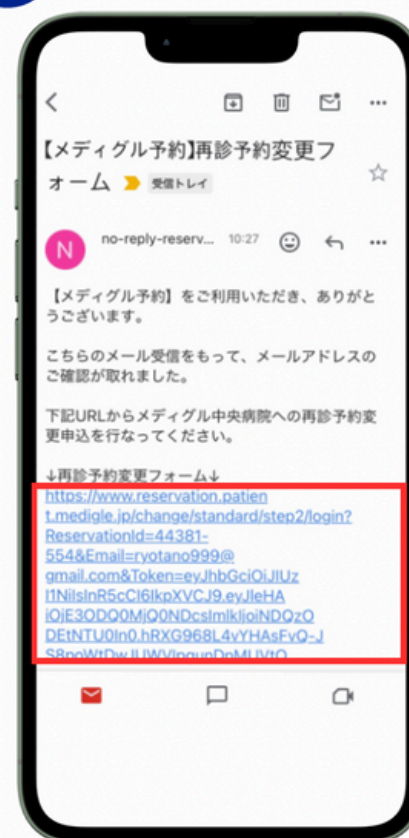 【メディグル予約】再診予約変更フ
ォーム 受信トレイ
N no-reply-reserv... 10:27
【メディグル予約】をご利用いただき、ありがと
うございます。
こちらのメール受信をもって、メールアドレスの
ご確認が取れました。
下記URLからメディグル中央病院への再診予約変
更申込を行なってください。
↓再診予約変更フォーム↓
https://www.reservation.patien
t.medigle.jp/change/standard/step2/login?
ReservationId=44381-
554&Email=ryotano999@
gmail.com&Token=eyJhbGciOiJIUz
I1NiIsInR5cCI6IkpXVCJ9.eyJleHA
iOjE3ODQ0MjQ0NDcsImlkIjoiNDQzO
DEtNTU0In0.hRXG968L4vYHAsFvQ-J